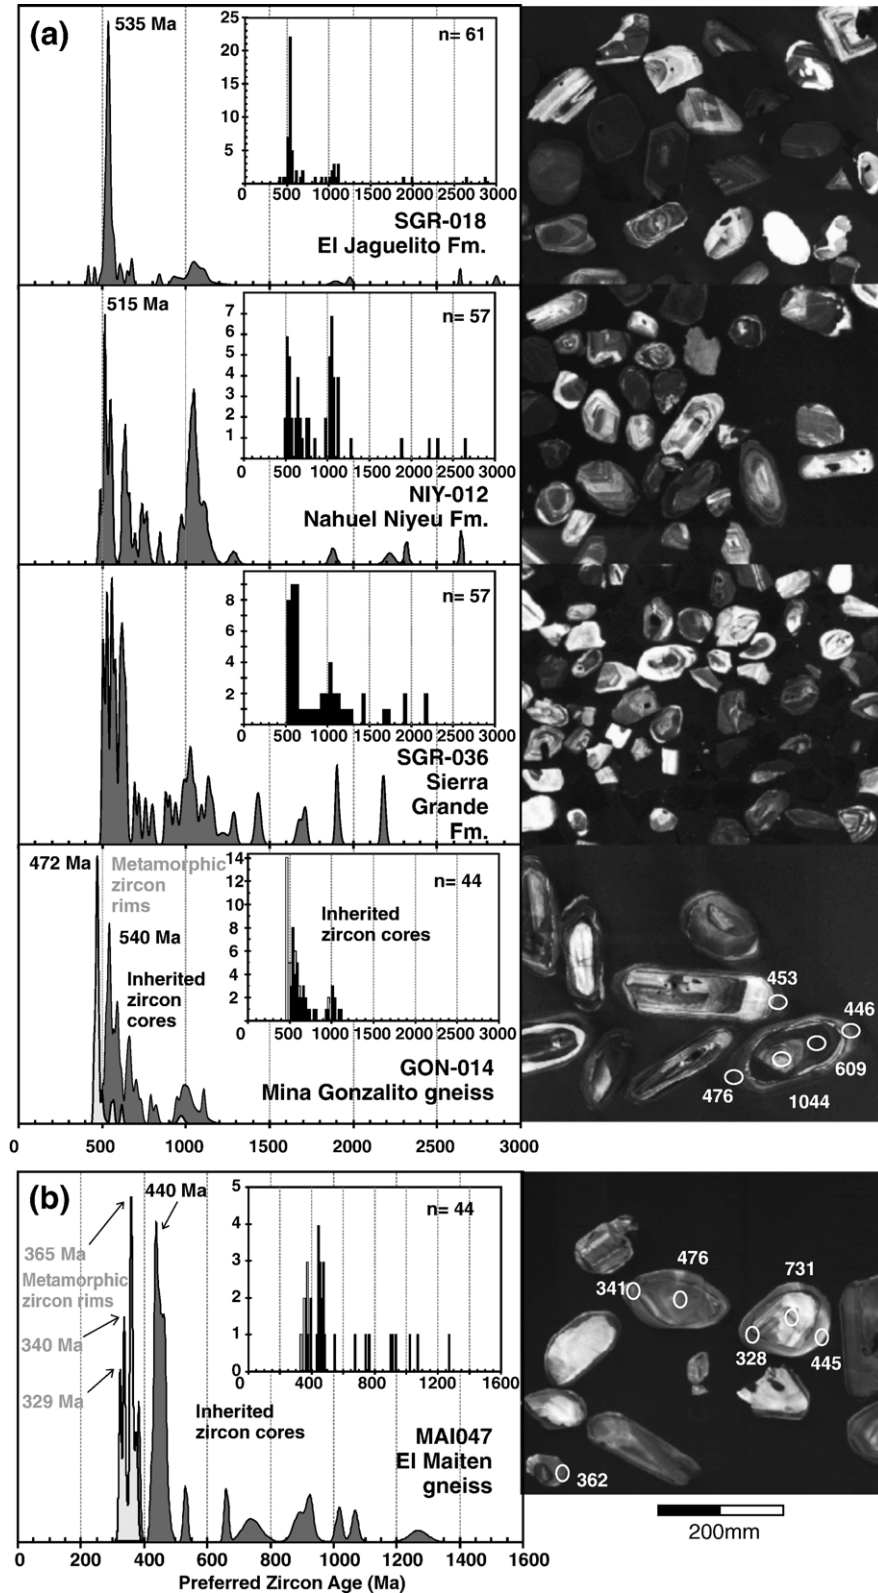 (a)
535 Ma
n= 61
25
20
15
10
5
0 500 1000 1500 2000 2500 3000
SGR-018
El Jaguelito Fm.
515 Ma
n= 57
7
6
5
4
3
2
1
0 500 1000 1500 2000 2500 3000
NIY-012
Nahuel Niyeu Fm.
n= 57
8
6
4
2
0 500 1000 1500 2000 2500 3000
SGR-036
Sierra
Grande
Fm.
472 Ma
Metamorphic
zircon
rims
540 Ma
Inherited
zircon
cores
14
12
10
8
6
4
2
n= 44
Inherited
zircon cores
0 500 1000 1500 2000 2500 3000
GON-014
Mina Gonzalito gneiss
500 1000 1500 2000 2500 3000
453
446
609
476
1044
(b)
440 Ma
365 Ma
Metamorphic
zircon rims
340 Ma
329 Ma
n= 44
5
4
3
2
1
0
0 400 800 1200 1600
Inherited
zircon cores
MAI047
El Maiten
gneiss
0 200 400 600 800 1000 1200 1400 1600
Preferred Zircon Age (Ma)
476
341
731
328
445
362
200mm